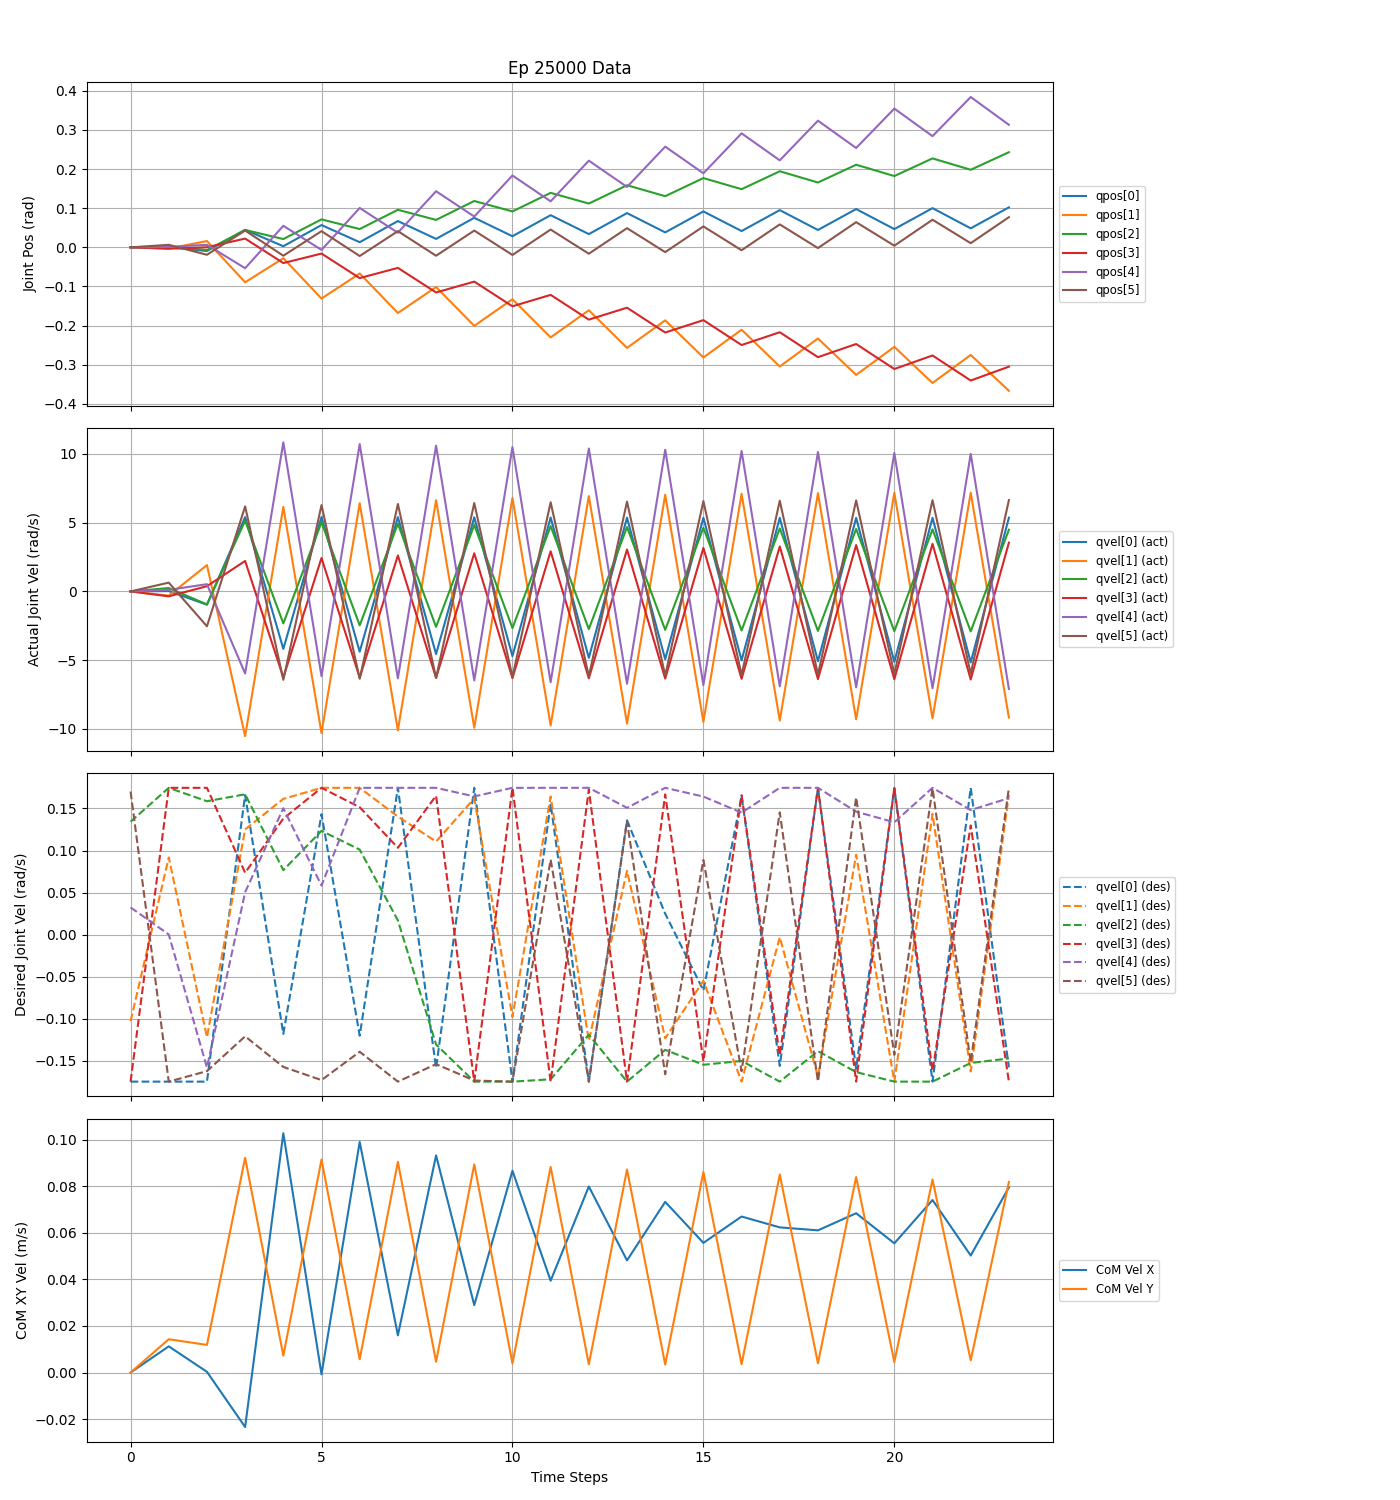 Ep 25000 Data
Joint Pos (rad)
0.4
0.3
0.2
0.1
0.0
−0.1
−0.2
−0.3
−0.4
qpos[0]
qpos[1]
qpos[2]
qpos[3]
qpos[4]
qpos[5]
Actual Joint Vel (rad/s)
10
5
0
−5
−10
qvel[0] (act)
qvel[1] (act)
qvel[2] (act)
qvel[3] (act)
qvel[4] (act)
qvel[5] (act)
Desired Joint Vel (rad/s)
0.15
0.10
0.05
0.00
−0.05
−0.10
−0.15
qvel[0] (des)
qvel[1] (des)
qvel[2] (des)
qvel[3] (des)
qvel[4] (des)
qvel[5] (des)
CoM XY Vel (m/s)
0.10
0.08
0.06
0.04
0.02
0.00
−0.02
CoM Vel X
CoM Vel Y
0 5 10 15 20
Time Steps